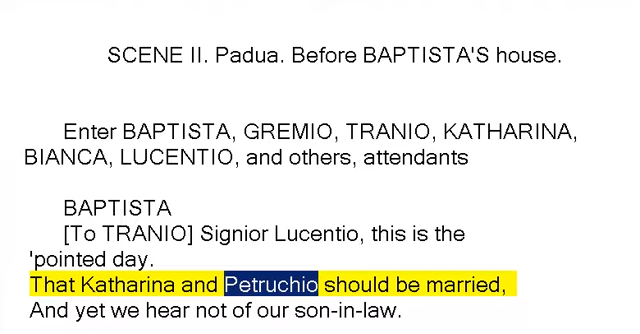 SCENE II. Padua. Before BAPTISTA'S house.
Enter BAPTISTA, GREMIO, TRANIO, KATHARINA,
BIANCA, LUCENTIO, and others, attendants
BAPTISTA
[To TRANIO] Signior Lucentio, this is the
'pointed day.
That Katharina and Petruchio should be married,
And yet we hear not of our son-in-law.